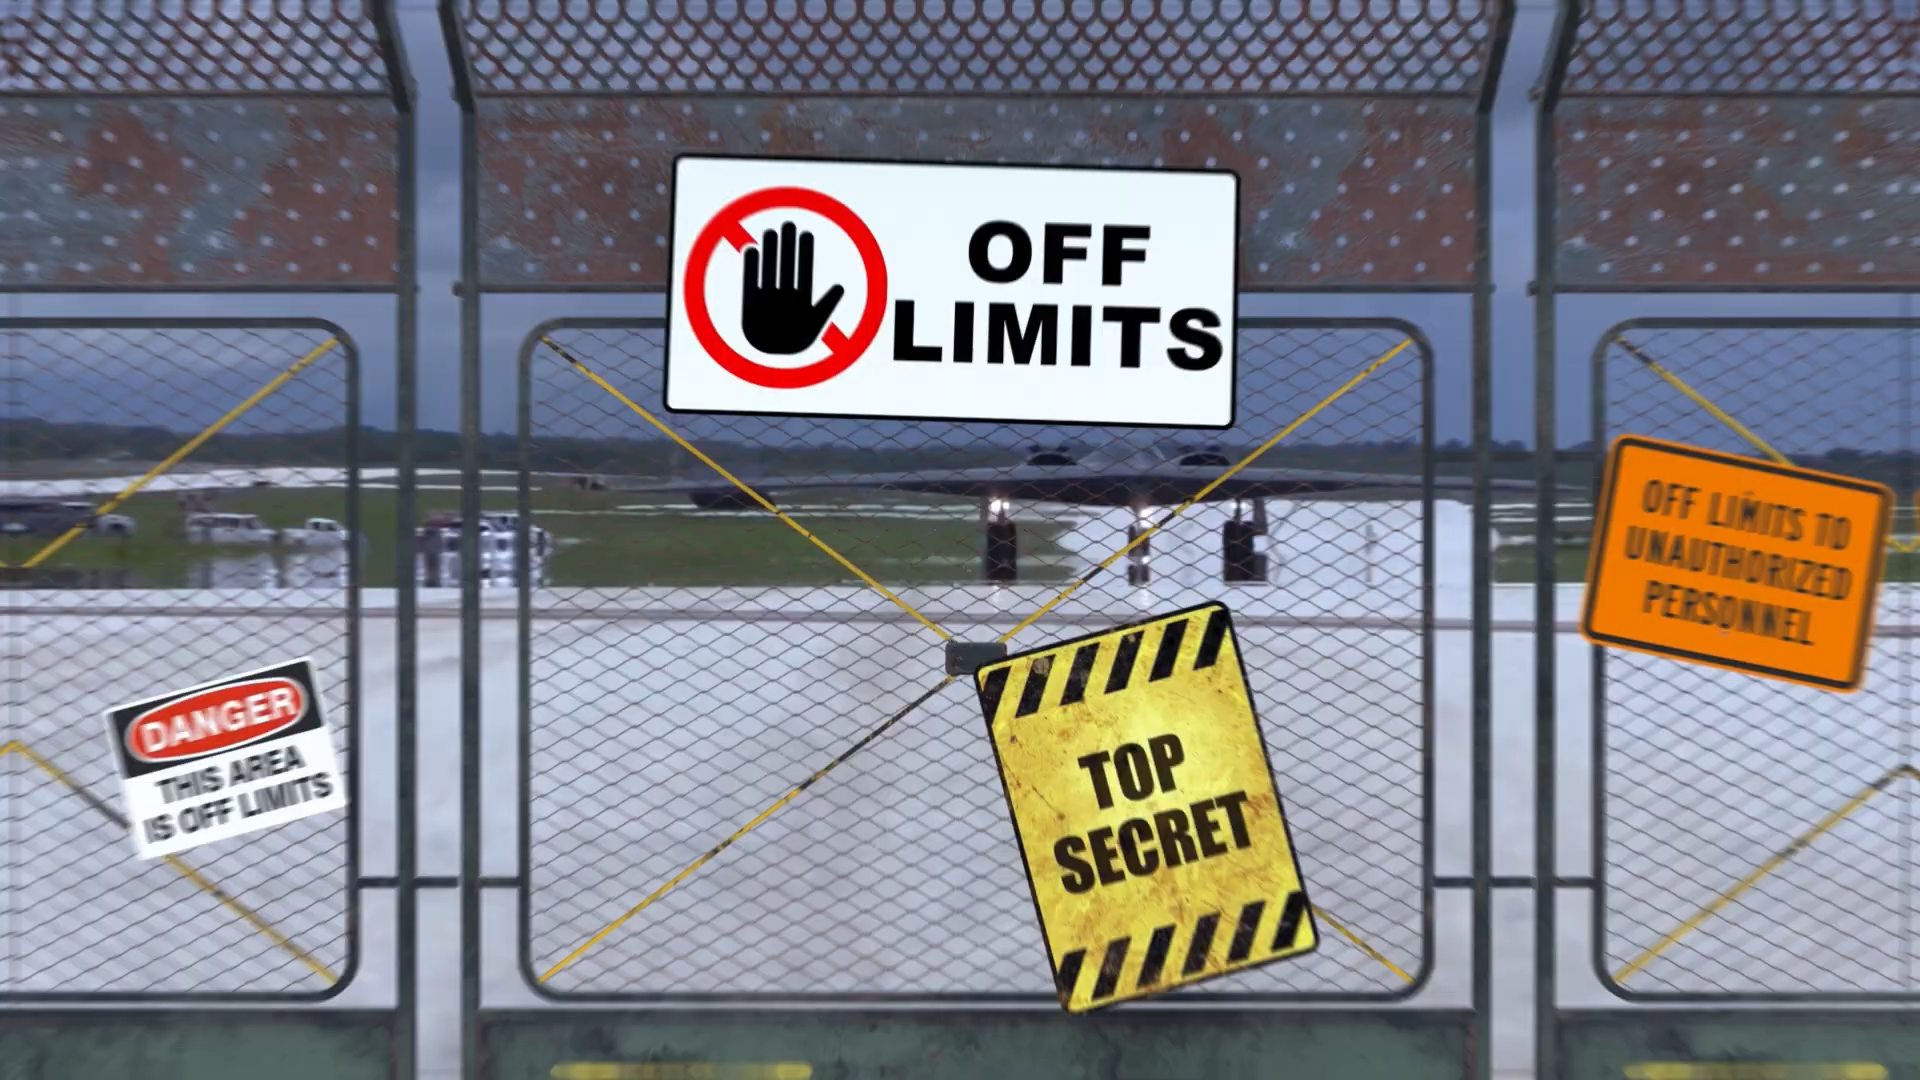 OFF
LIMITS
OFF LIMITS TO
UNAUTHORIZED
PERSONNEL
DANGER
THIS AREA
IS OFF LIMITS
TOP
SECRET